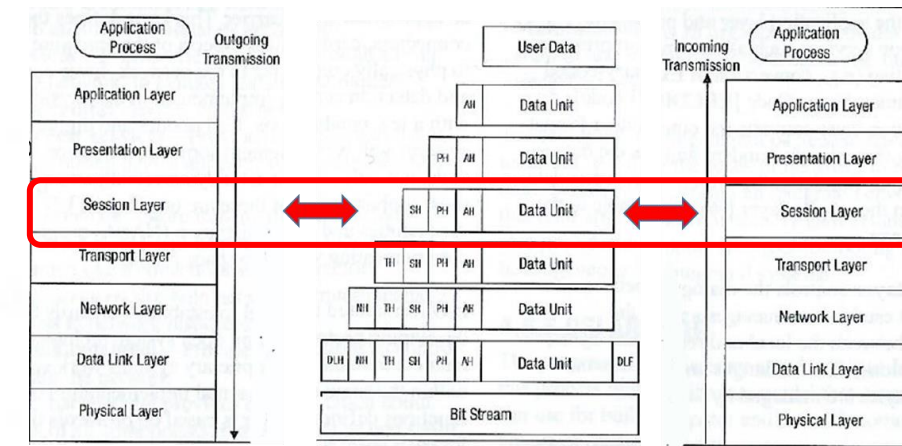 Application
Process
Outgoing
Transmission
Application Layer
Presentation Layer
Session Layer
Transport Layer
Network Layer
Data Link Layer
Physical Layer
User Data
AH Data Unit
PH AH Data Unit
SH PH AH Data Unit
TH SH PH AH Data Unit
NH TH SH PH AH Data Unit
DLH NH TH SH PH AH Data Unit DLF
Bit Stream
Incoming
Transmission
Application
Process
Application Layer
Presentation Layer
Session Layer
Transport Layer
Network Layer
Data Link Layer
Physical Layer